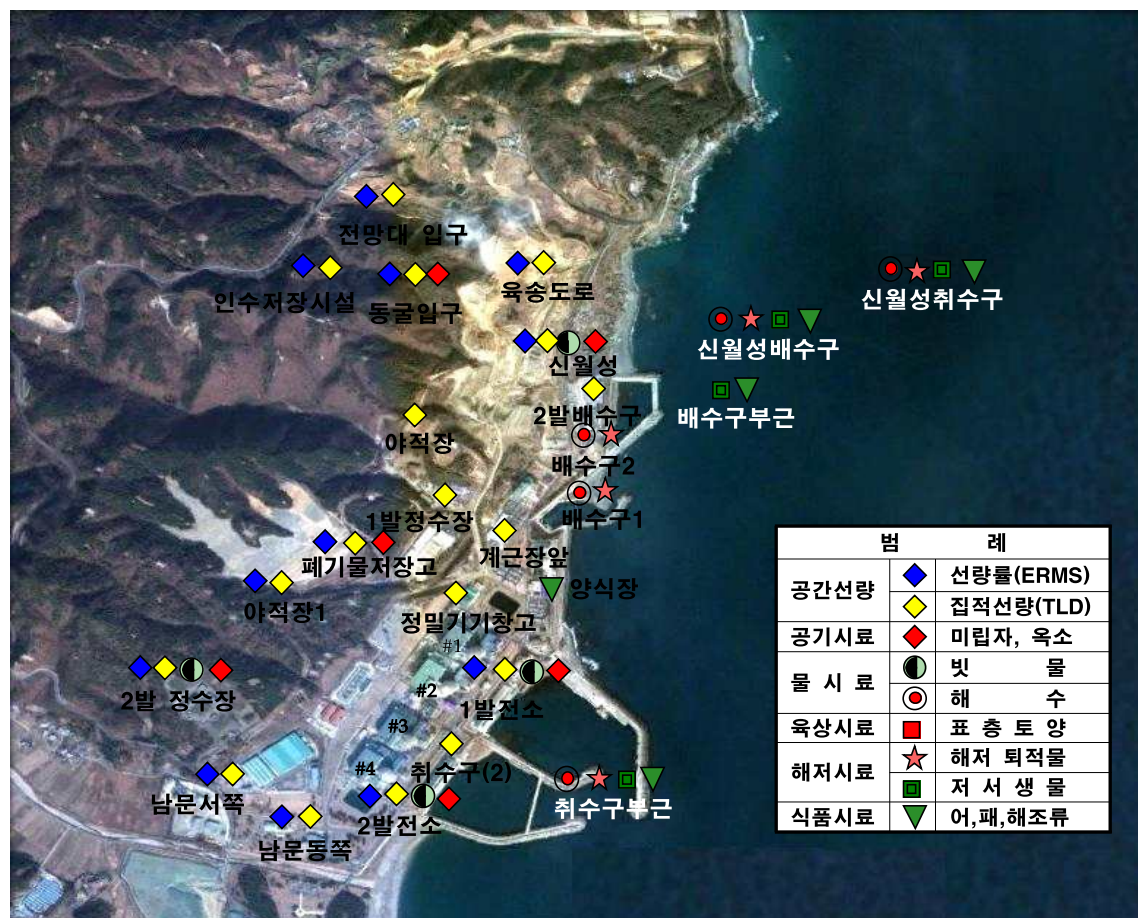 전망대 입구
인수저장시설
동굴입구
육송도로
신월성취수구
신월성배수구
신월성
2발배수구
배수구부근
야적장
배수구2
1발정수장
배수구1
계근장앞
폐기물저장고
양식장
야적장1
정밀기기창고
#1
2발 정수장
#2
1발전소
#3
#4
취수구(2)
남문서쪽
취수구부근
2발전소
남문동쪽
범 례
공간선량
선량률(ERMS)
집적선량(TLD)
공기시료
미립자, 옥소
물 시 료
빗 물
해 수
육상시료
표 층 토 양
해저시료
해저 퇴적물
저 서 생 물
식품시료
어,패,해조류